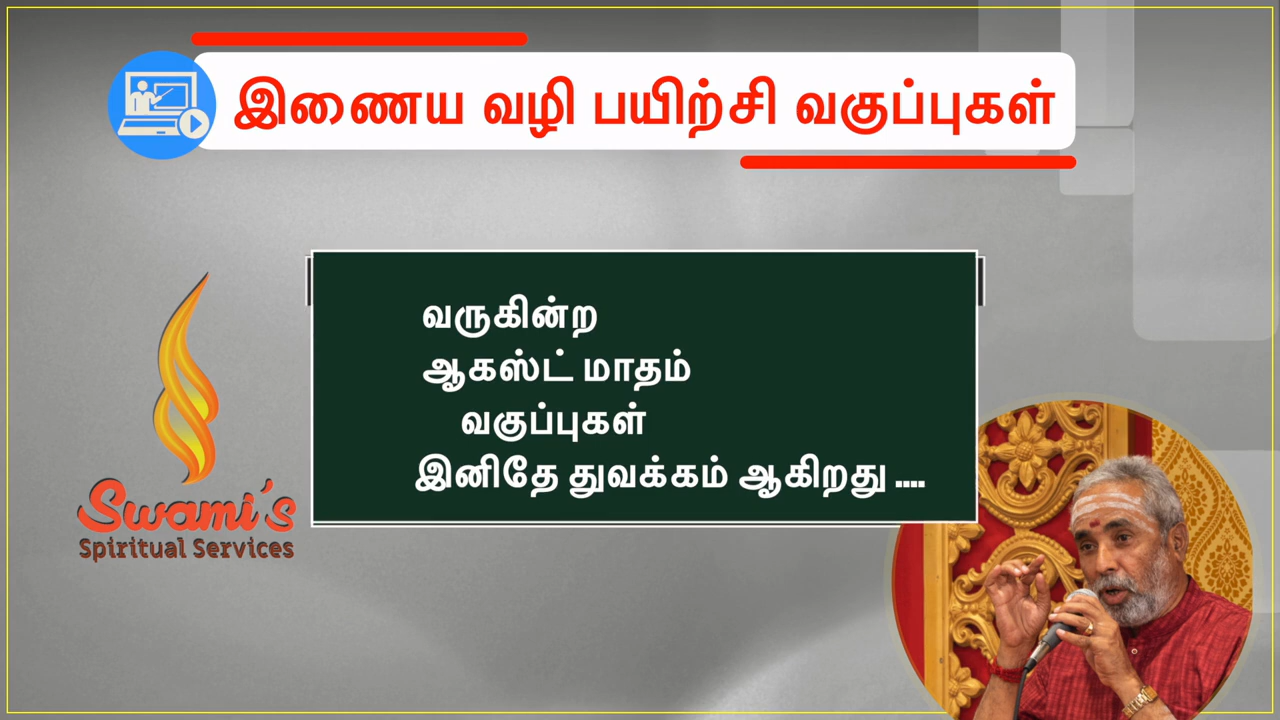 இணைய வழி பயிற்சி வகுப்புகள்
வருகின்ற
ஆகஸ்ட் மாதம்
வகுப்புகள்
இனிதே துவக்கம் ஆகிறது ....
Swami's
Spiritual Services